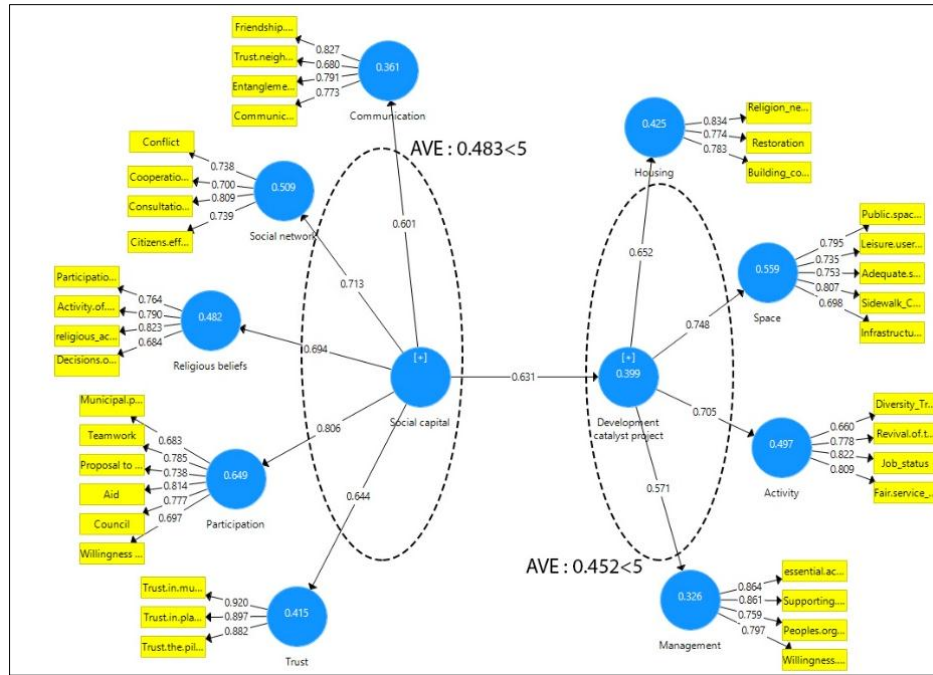 Friendship....
Trust.neigh...
Entangleme...
Communic...
0.827
0.680
0.791
0.773
0.361
Communication
AVE : 0.483<5
Conflict
Cooperatio...
Consultatio...
Citizens.eff...
0.738
0.700
0.809
0.739
0.509
Social network
Participatio...
Activity.of....
religious_ac...
Decisions.o...
0.764
0.790
0.823
0.684
0.482
Religious beliefs
Municipal.p...
Teamwork
Proposal to ...
Aid
Council
Willingness ...
0.683
0.785
0.738
0.814
0.777
0.697
0.649
Participation
Trust.in.mu...
Trust.in.pla...
Trust.the.pil...
0.920
0.897
0.882
0.415
Trust
0.601
0.713
0.694
0.806
0.644
[+]
Social capital
0.631
[+]
0.399
Development
catalyst project
0.652
0.748
0.705
0.571
AVE : 0.452<5
0.425
Housing
0.834
0.774
0.783
Religion_ne...
Restoration
Building_co...
0.559
Space
0.795
0.735
0.753
0.807
0.698
Public.spac...
Leisure.user...
Adequate.s...
Sidewalk_C...
Infrastructu...
0.497
Activity
0.660
0.778
0.822
0.809
Diversity_Tr...
Revival.of.t...
Job_status
Fair.service_...
0.326
Management
0.864
0.861
0.759
0.797
essential.ac...
Supporting....
Peoples.org...
Willingness....